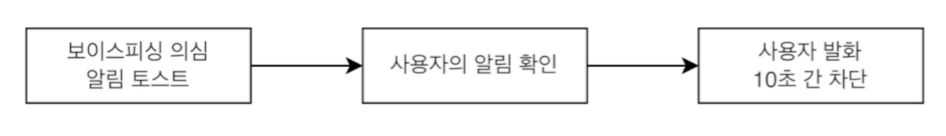 보이스피싱 의심
알림 토스트
사용자의 알림 확인
사용자 발화
10초 간 차단